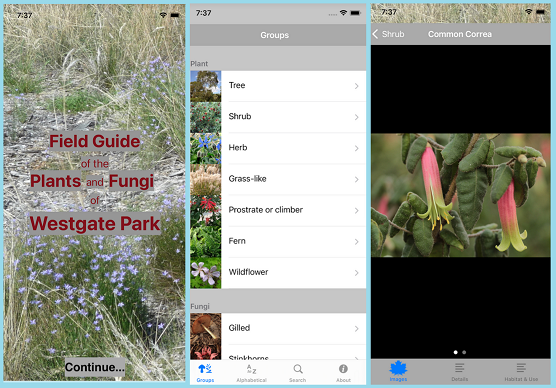 7:37
Field Guide
of the
Plants and Fungi
of
Westgate Park
Continue...
7:37
Groups
Plant
Tree
Shrub
Herb
Grass-like
Prostrate or climber
Fern
Wildflower
Fungi
Gilled
Stinkhorns
Groups
A Z
Alphabetical
Search
About
7:37
Shrub
Common Correa
Images
Details
Habitat & Use